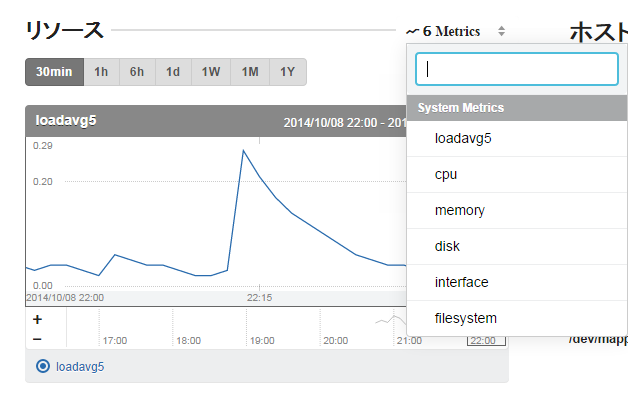 リソース
6 Metrics
ホスト
30min 1h 6h 1d 1W 1M 1Y
System Metrics
loadavg5
cpu
memory
disk
interface
filesystem
loadavg5 2014/10/08 22:00 - 201
0.29
0.20
0.00
2014/10/08 22:00 22:15
+
−
17:00 18:00 19:00 20:00 21:00 22:00
loadavg5
/dev/mapp